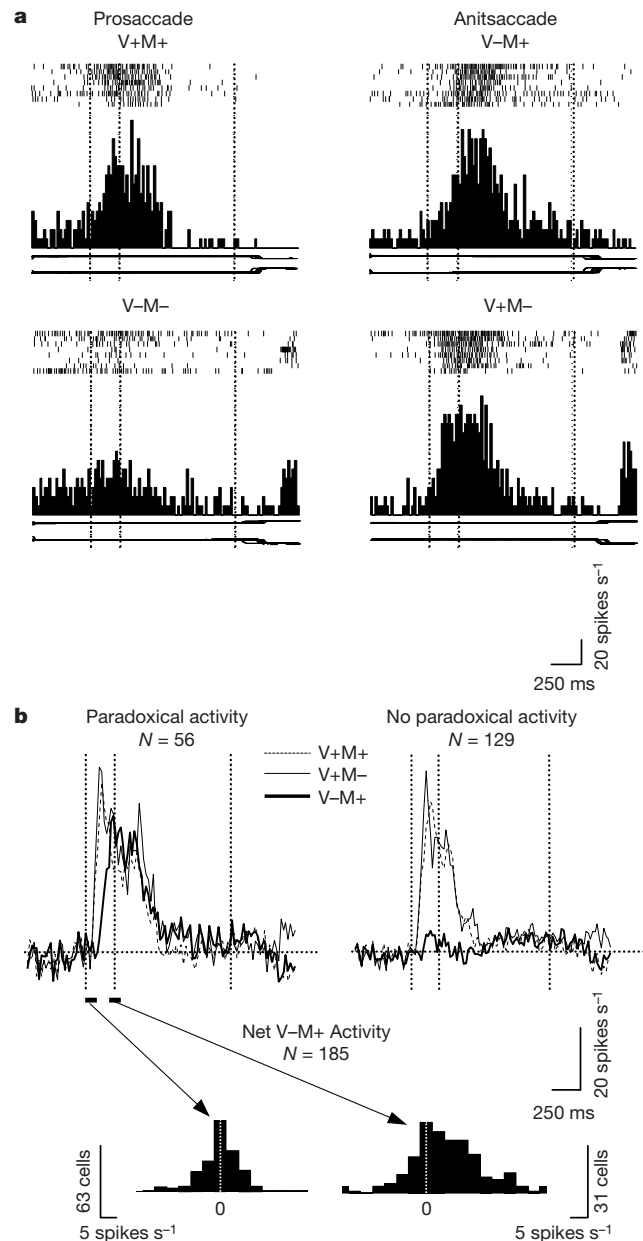 a
Prosaccade
V+M+
Anitsaccade
V–M+
V–M–
V+M–
20 spikes s–1
250 ms
b
Paradoxical activity
N = 56
No paradoxical activity
N = 129
V+M+
V+M–
V–M+
Net V–M+ Activity
N = 185
20 spikes s–1
250 ms
63 cells
5 spikes s–1
0
0
31 cells
5 spikes s–1